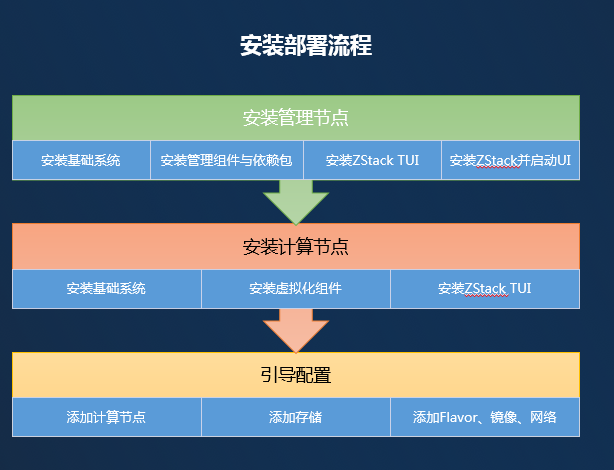 安装部署流程
安装管理节点
安装基础系统 安装管理组件与依赖包 安装ZStack TUI 安装ZStack并启动UI
安装计算节点
安装基础系统 安装虚拟化组件 安装ZStack TUI
引导配置
添加计算节点 添加存储 添加Flavor、镜像、网络